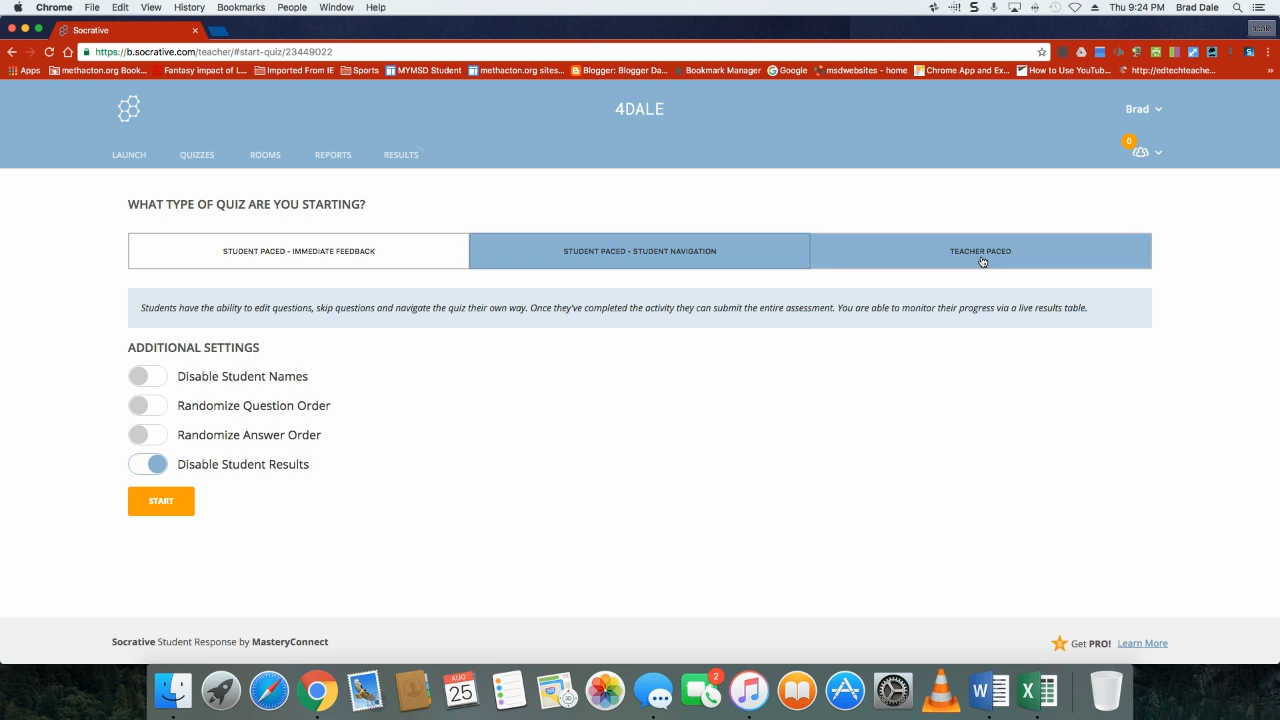 Chrome File Edit View History Bookmarks People Window Help Thu 9:24 PM Brad Dale
Socrative
https://b.socrative.com/teacher/#start-quiz/23449022
Apps methacton.org Book... Fantasy impact of L... Imported From IE Sports MYMSD Student methacton.org sites... Blogger: Blogger Da... Bookmark Manager Google msdwebsites - home Chrome App and Ex... How to Use YouTub... http://edtechteache... »
4DALE
Brad
LAUNCH QUIZZES ROOMS REPORTS RESULTS
0
WHAT TYPE OF QUIZ ARE YOU STARTING?
STUDENT PACED - IMMEDIATE FEEDBACK STUDENT PACED - STUDENT NAVIGATION TEACHER PACED
Students have the ability to edit questions, skip questions and navigate the quiz their own way. Once they've completed the activity they can submit the entire assessment. You are able to monitor their progress via a live results table.
ADDITIONAL SETTINGS
Disable Student Names
Randomize Question Order
Randomize Answer Order
Disable Student Results
START
Socrative Student Response by MasteryConnect
Get PRO! Learn More
AUG
25
2